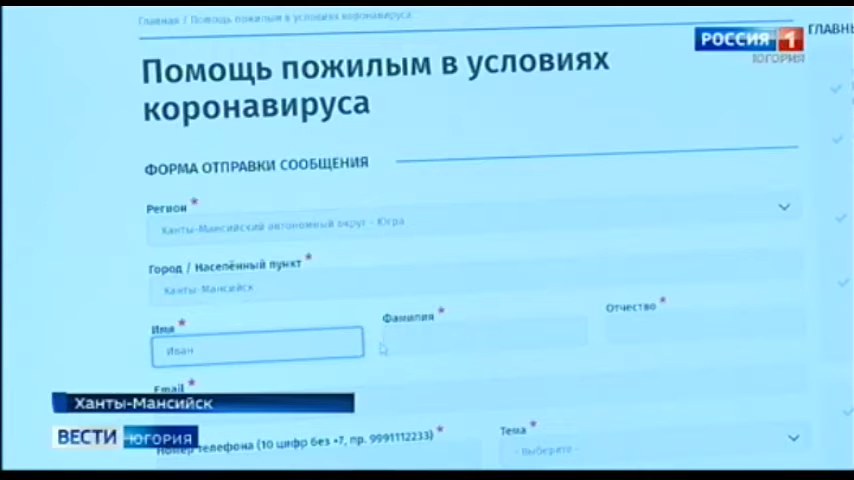 Главная / Помощь пожилым в условиях коронавируса
РОССИЯ 1
ЮГОРИЯ
Помощь пожилым в условиях
коронавируса
ФОРМА ОТПРАВКИ СООБЩЕНИЯ
Регион *
Ханты-Мансийский автономный округ - Югра
Город / Населённый пункт *
Ханты-Мансийск
Имя *
Фамилия *
Отчество *
Иван
Email *
Ханты-Мансийск
ВЕСТИ ЮГОРИЯ
Номер телефона (10 цифр без +7, пр. 9991112233) *
Тема *
- Выберите -